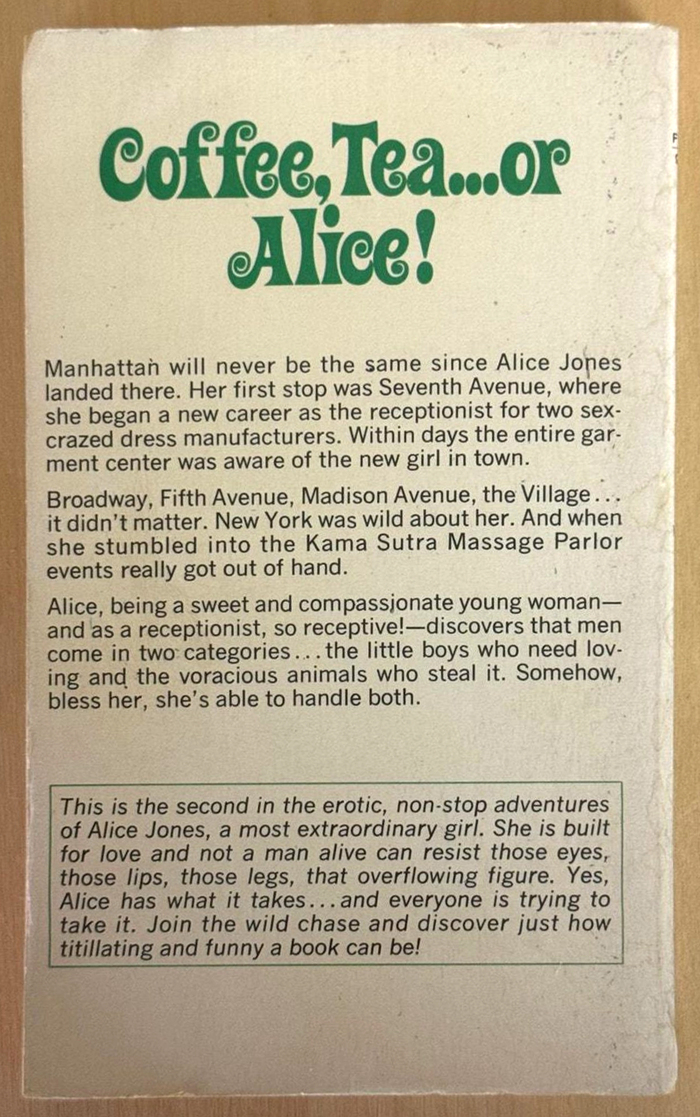 Coffee, Tea...or
Alice!
Manhattan will never be the same since Alice Jones
landed there. Her first stop was Seventh Avenue, where
she began a new career as the receptionist for two sex-
crazed dress manufacturers. Within days the entire gar-
ment center was aware of the new girl in town.
Broadway, Fifth Avenue, Madison Avenue, the Village...
it didn't matter. New York was wild about her. And when
she stumbled into the Kama Sutra Massage Parlor
events really got out of hand.
Alice, being a sweet and compassionate young woman—
and as a receptionist, so receptive!—discovers that men
come in two categories...the little boys who need lov-
ing and the voracious animals who steal it. Somehow,
bless her, she's able to handle both.
This is the second in the erotic, non-stop adventures
of Alice Jones, a most extraordinary girl. She is built
for love and not a man alive can resist those eyes,
those lips, those legs, that overflowing figure. Yes,
Alice has what it takes...and everyone is trying to
take it. Join the wild chase and discover just how
titillating and funny a book can be!